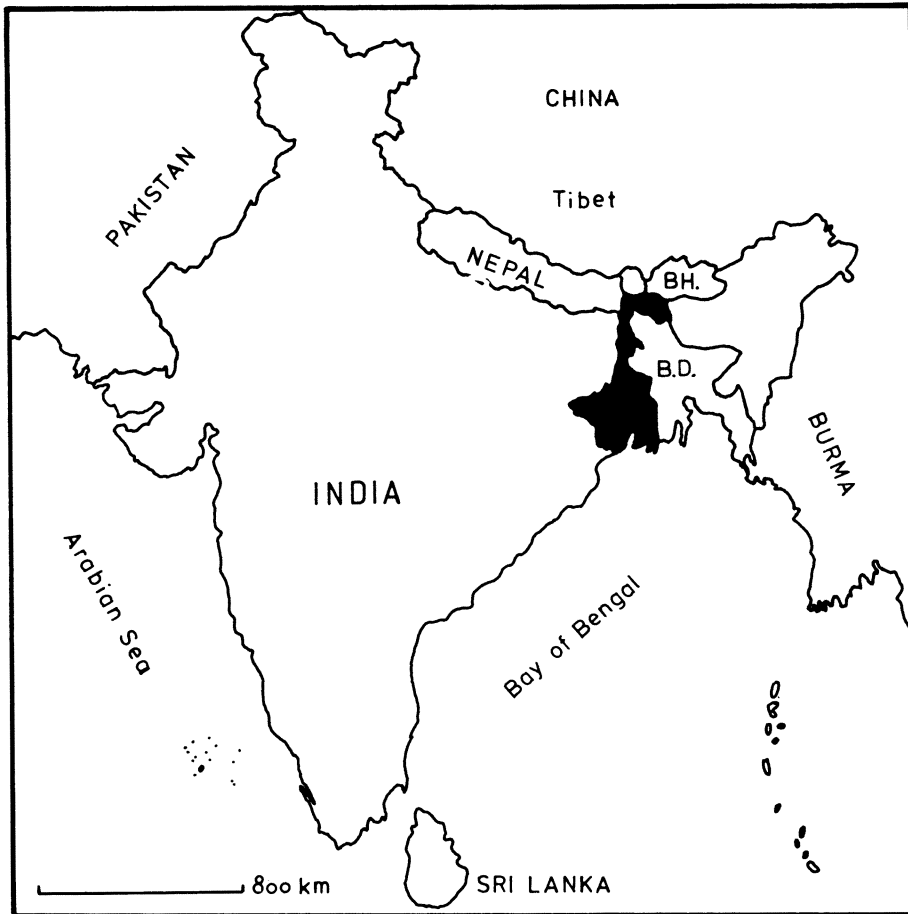 CHINA
PAKISTAN
Tibet
NEPAL
BH.
B.D.
BURMA
INDIA
Arabian Sea
Bay of Bengal
800 km
SRI LANKA